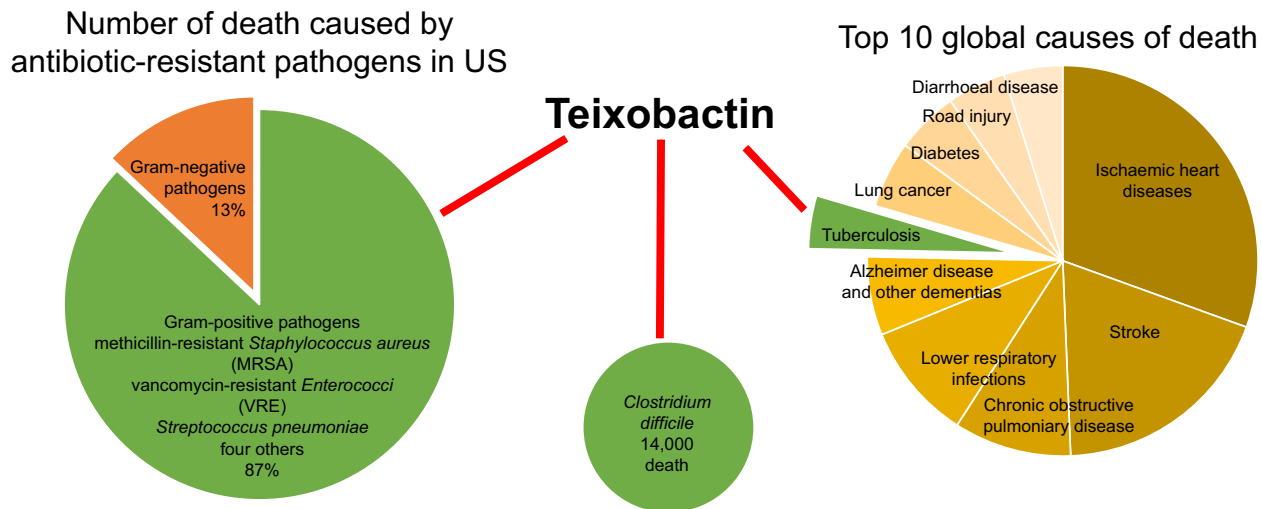 Number of death caused by
antibiotic-resistant pathogens in US
Gram-negative
pathogens
13%
Gram-positive pathogens
methicillin-resistant Staphylococcus aureus
(MRSA)
vancomycin-resistant Enterococci
(VRE)
Streptococcus pneumoniae
four others
87%
Teixobactin
Clostridium
difficile
14,000
death
Top 10 global causes of death
Diarrhoeal disease
Road injury
Diabetes
Lung cancer
Tuberculosis
Alzheimer disease
and other dementias
Lower respiratory
infections
Chronic obstructive
pulmoniary disease
Stroke
Ischaemic heart
diseases